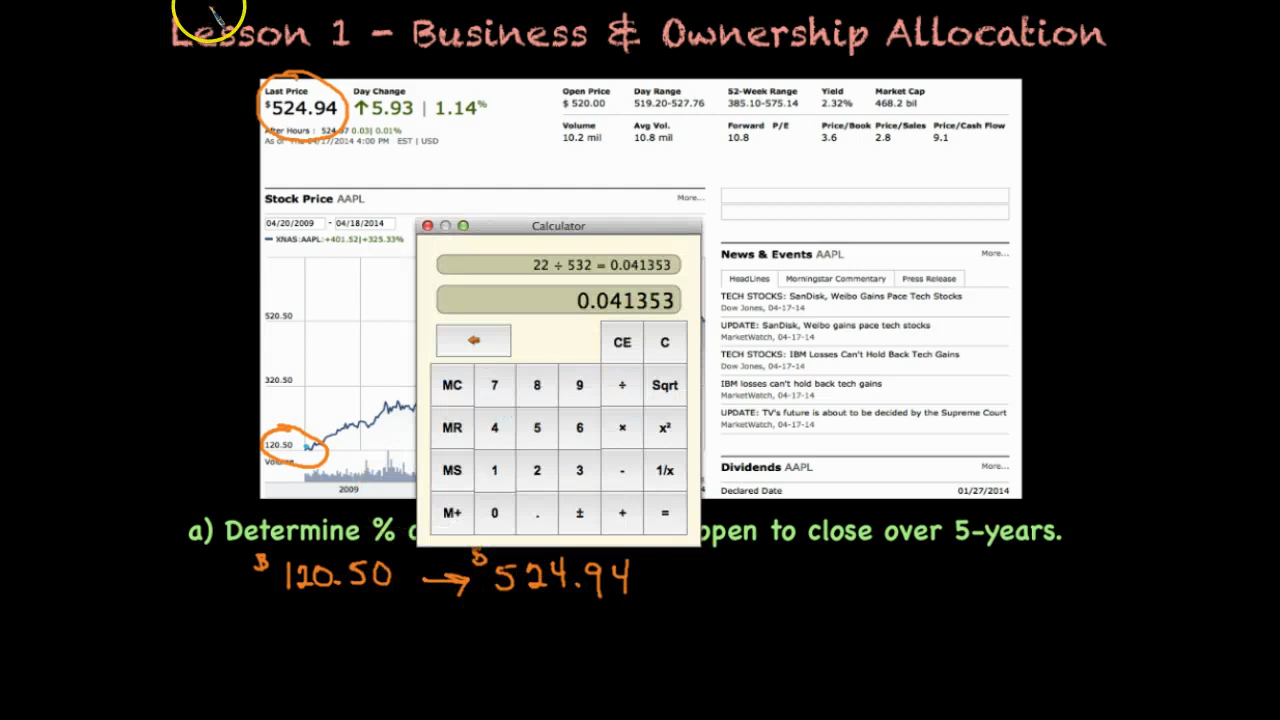 Lesson 1 - Business & Ownership Allocation
Last Price Day Change Open Price Day Range 52-Week Range Yield Market Cap
$524.94 ↑5.93 | 1.14% $ 520.00 519.20-527.76 385.10-575.14 2.32% 468.2 bil
Volume Avg Vol. Forward P/E Price/Book Price/Sales Price/Cash Flow
After Hours : 0.03| 0.01% 10.2 mil 10.8 mil 10.8 3.6 2.8 9.1
04/17/2014 4:00 PM EST | USD
Stock Price AAPL More...
04/20/2009 - 04/18/2014
XNAS:AAPL:+401.52|+325.33%
520.50
320.50
120.50
2009
Calculator
22 ÷ 532 = 0.041353
0.041353
CE C
MC 7 8 9 ÷ Sqrt
MR 4 5 6 × x²
MS 1 2 3 - 1/x
M+ 0 . ± + =
News & Events AAPL More...
HeadLines Morningstar Commentary Press Release
TECH STOCKS: SanDisk, Weibo Gains Pace Tech Stocks
Dow Jones, 04-17-14
UPDATE: SanDisk, Weibo gains pace tech stocks
MarketWatch, 04-17-14
TECH STOCKS: IBM Losses Can't Hold Back Tech Gains
Dow Jones, 04-17-14
IBM losses can't hold back tech gains
MarketWatch, 04-17-14
UPDATE: TV's future is about to be decided by the Supreme Court
MarketWatch, 04-17-14
Dividends AAPL More...
Declared Date 01/27/2014
a) Determine % open to close over 5-years.
$120.50 → $524.94